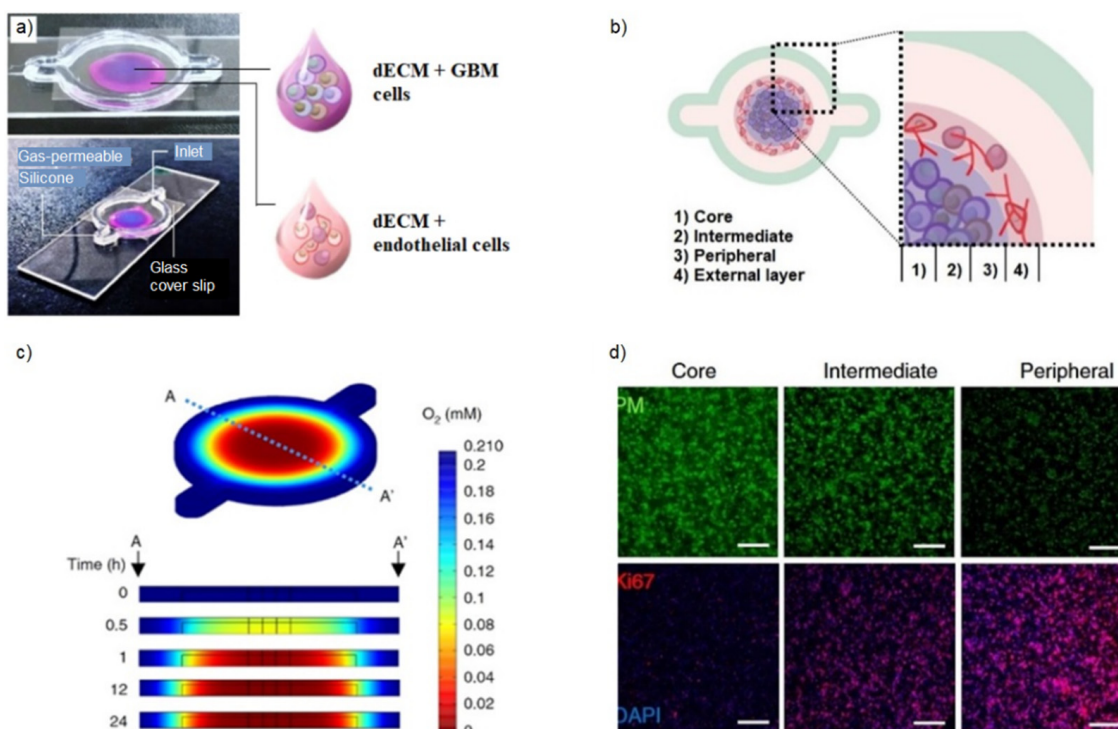 a)
dECM + GBM
cells
Gas-permeable
Silicone
Inlet
Glass
cover slip
dECM +
endothelial cells
b)
1) Core
2) Intermediate
3) Peripheral
4) External layer
1) 2) 3) 4)
c)
A
A'
O₂ (mM)
0.210
0.2
0.18
0.16
0.14
0.12
0.1
0.08
0.06
0.04
0.02
A
A'
Time (h)
0
0.5
1
12
24
d)
Core
Intermediate
Peripheral
PM
Ki67
DAPI